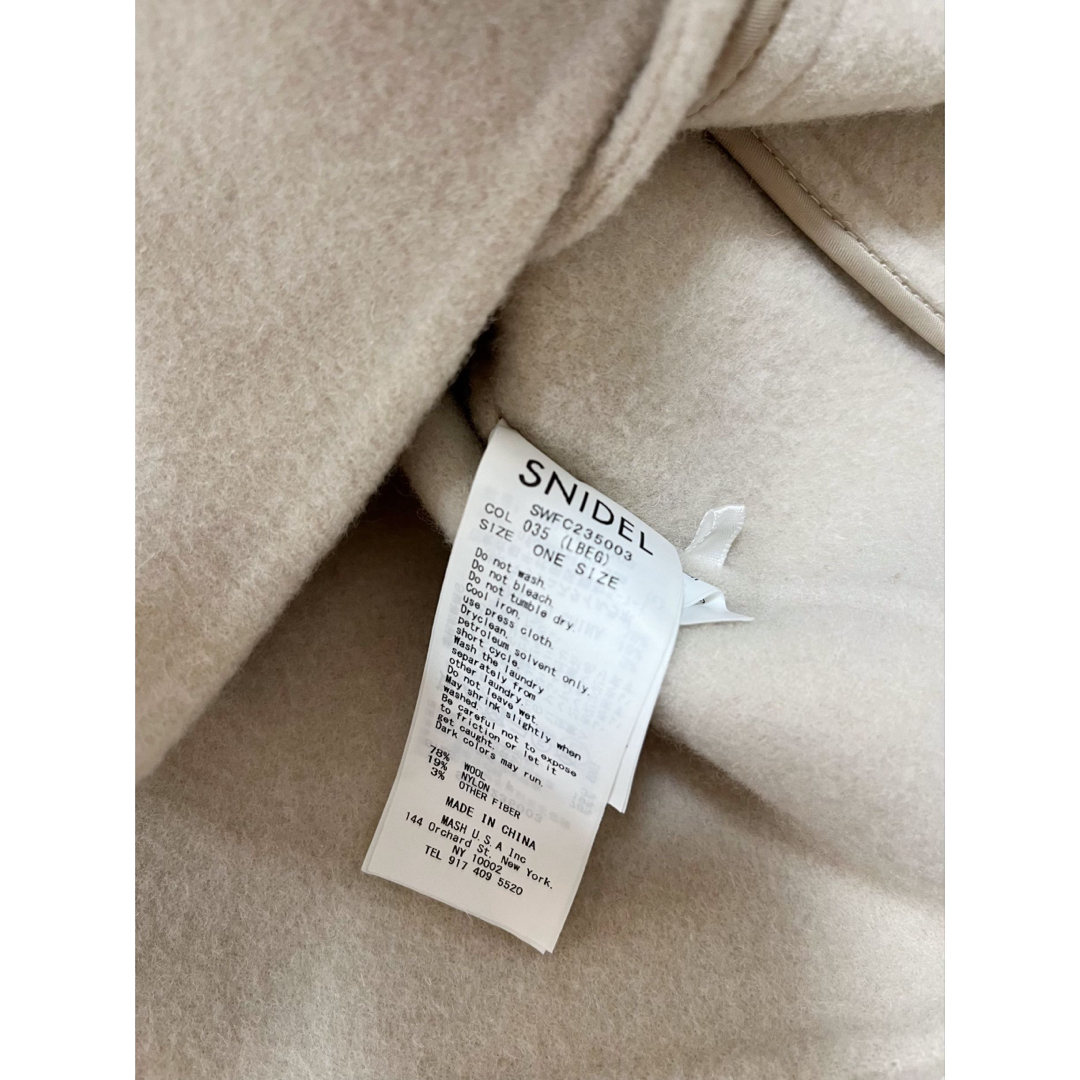 SNIDEL
SWFC235003
COL 035 (LBEG)
SIZE ONE SIZE
Do not wash.
Do not bleach.
Do not tumble dry.
Cool iron.
use press cloth.
Dryclean.
petroleum solvent only.
short cycle.
Wash the laundry
separately from
other laundry.
Do not leave wet.
May shrink slightly when
washed.
Be careful not to expose
to friction or let it
get caught.
Dark colors may run.
78% WOOL
19% NYLON
3% OTHER FIBER
MADE IN CHINA
MASH U.S.A Inc
144 Orchard St. New York.
NY 10002
TEL 917 409 5520